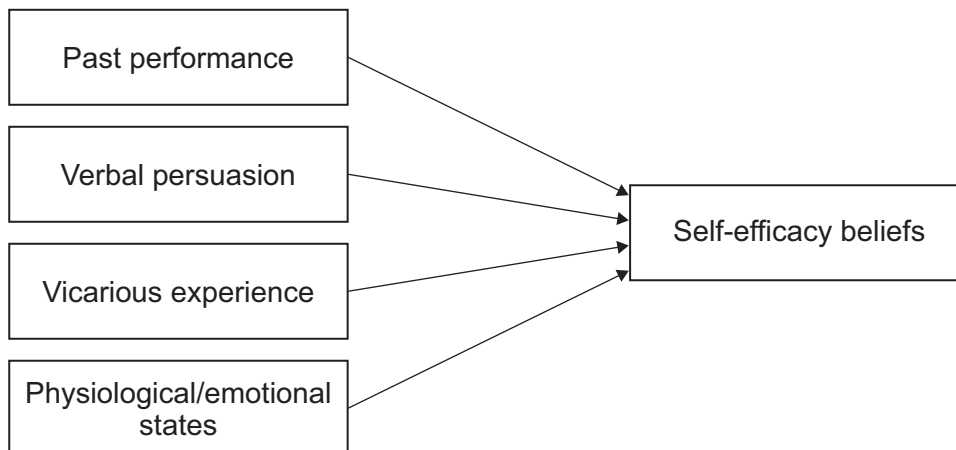 Past performance
Verbal persuasion
Self-efficacy beliefs
Vicarious experience
Physiological/emotional
states